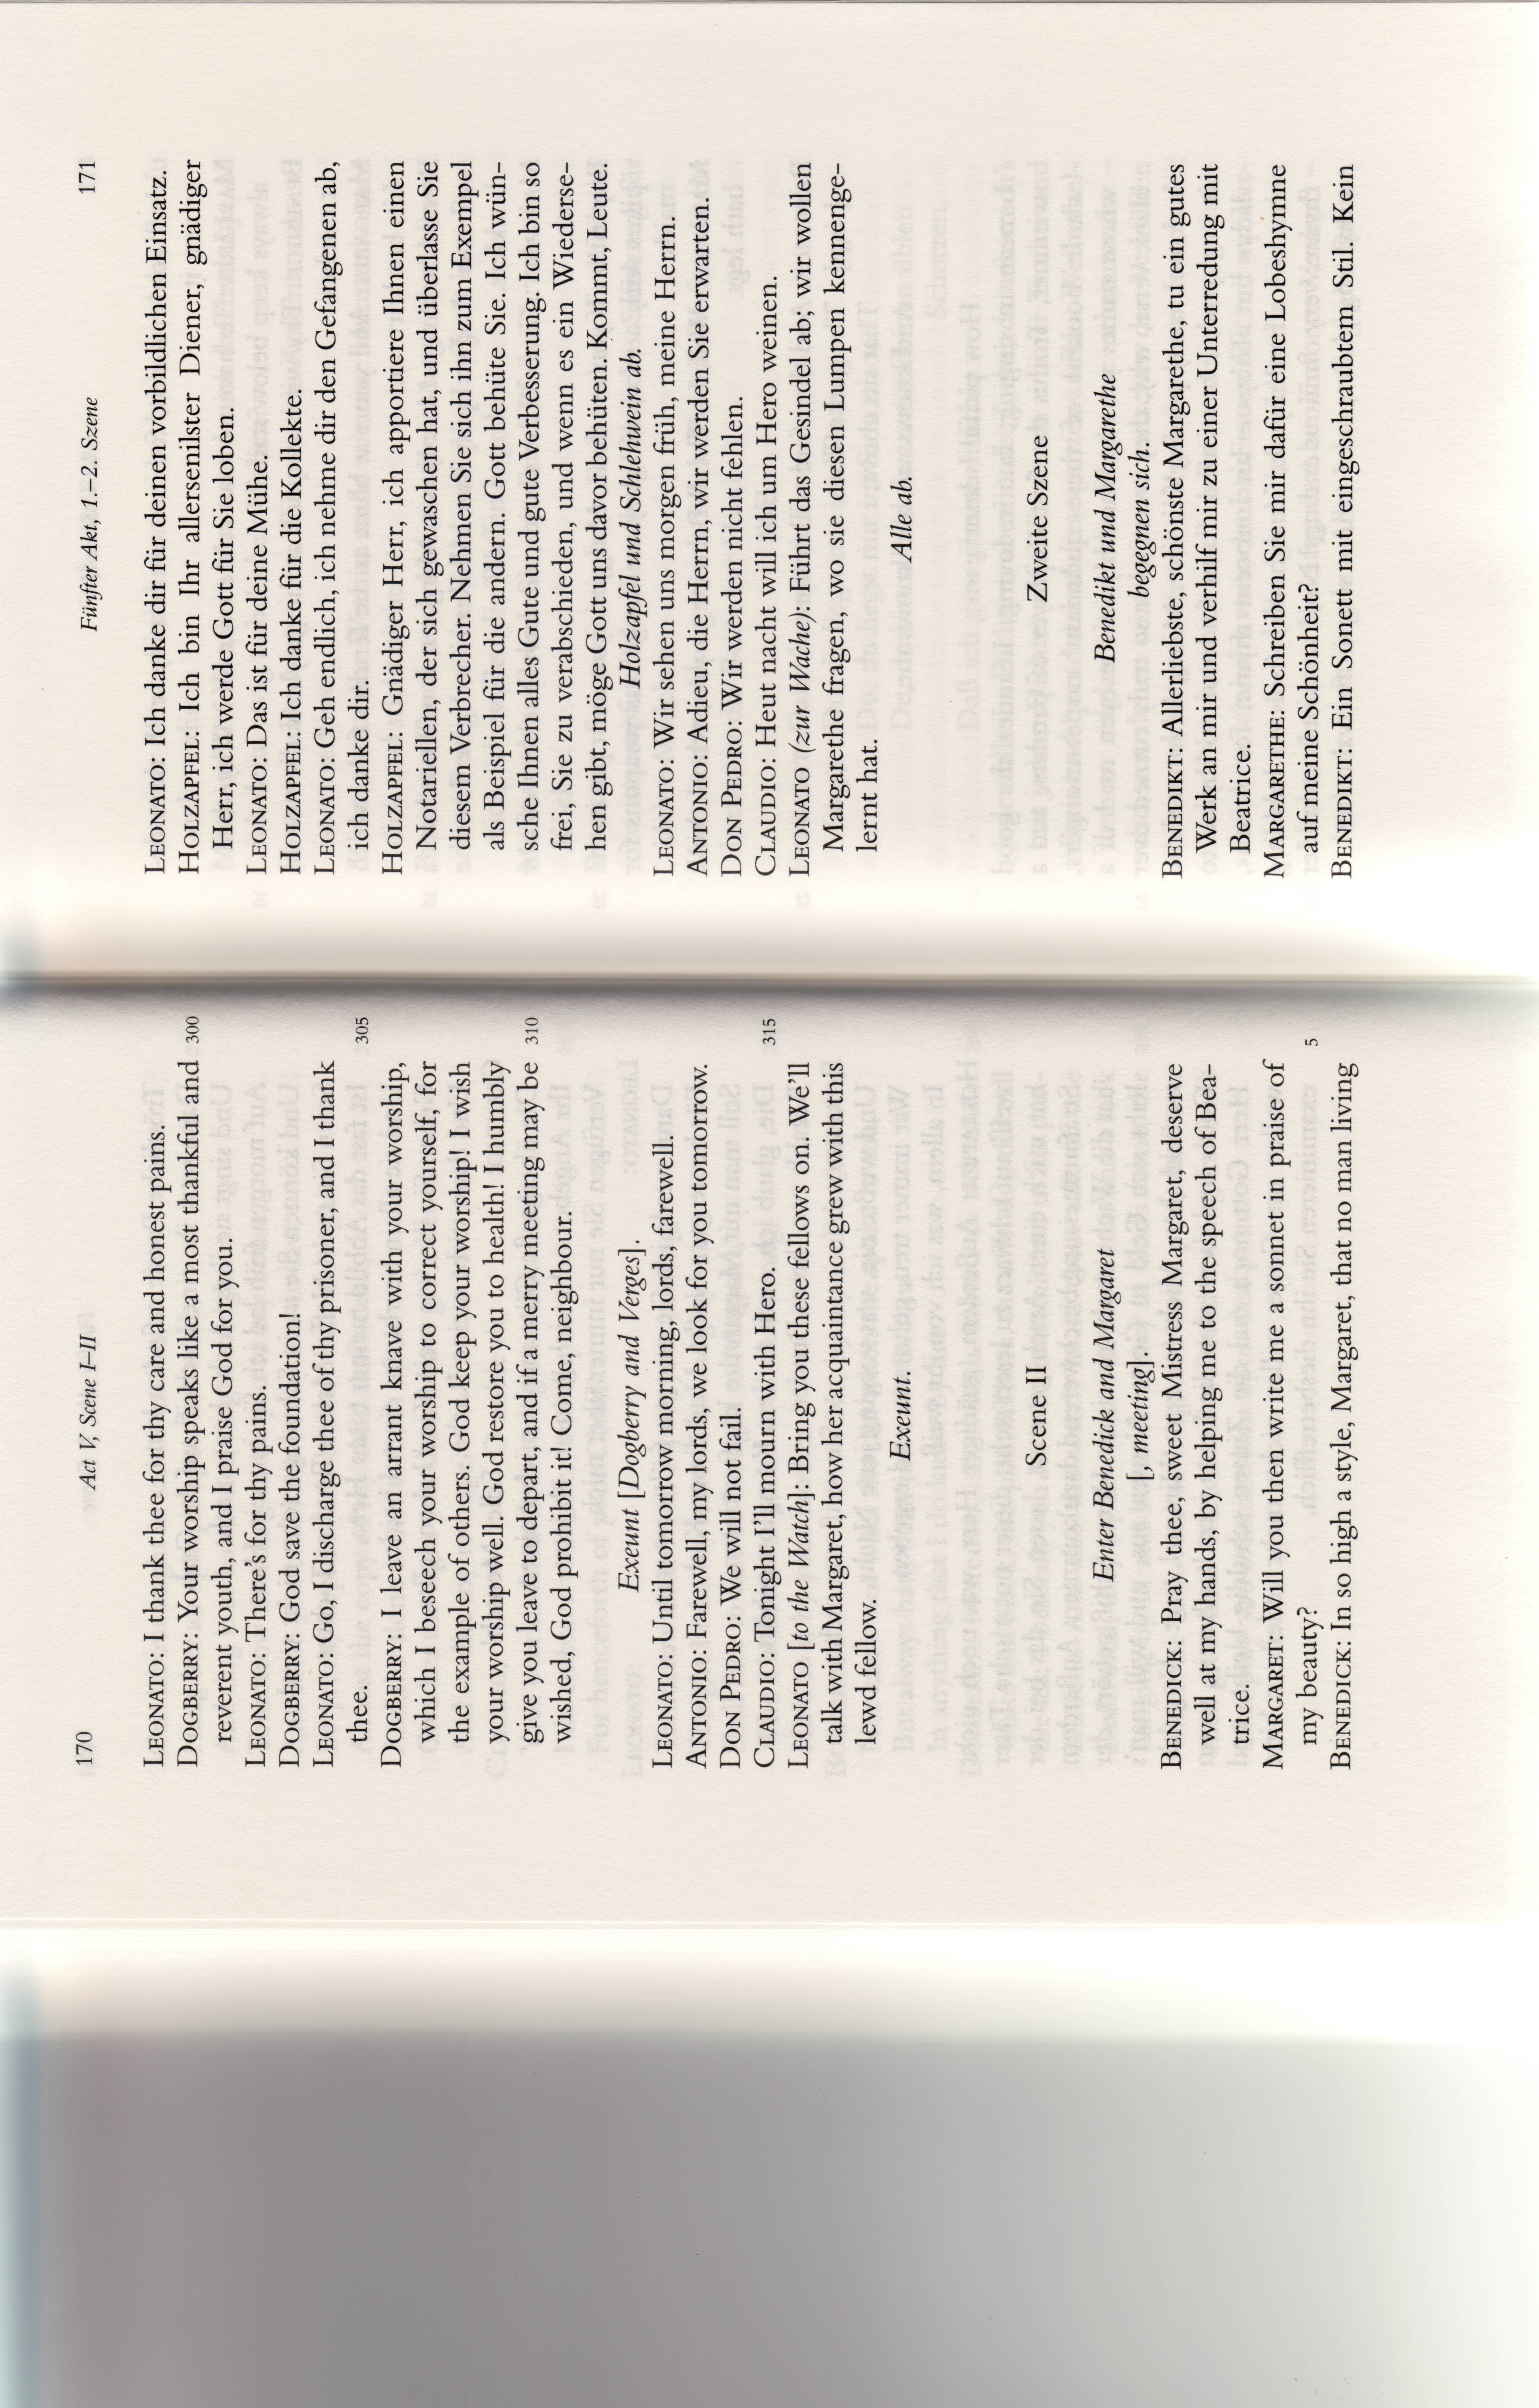 170
Act V, Scene I–II
LEONATO: I thank thee for thy care and honest pains.
DOGBERRY: Your worship speaks like a most thankful and 300
reverent youth, and I praise God for you.
LEONATO: There's for thy pains.
DOGBERRY: God save the foundation!
LEONATO: Go, I discharge thee of thy prisoner, and I thank
thee. 305
DOGBERRY: I leave an arrant knave with your worship,
which I beseech your worship to correct yourself, for
the example of others. God keep your worship! I wish
your worship well. God restore you to health! I humbly
give you leave to depart, and if a merry meeting may be 310
wished, God prohibit it! Come, neighbour.
Exeunt [Dogberry and Verges].
LEONATO: Until tomorrow morning, lords, farewell.
ANTONIO: Farewell, my lords, we look for you tomorrow.
DON PEDRO: We will not fail.
CLAUDIO: Tonight I'll mourn with Hero. 315
LEONATO [to the Watch]: Bring you these fellows on. We'll
talk with Margaret, how her acquaintance grew with this
lewd fellow.
Exeunt.
Scene II
Enter Benedick and Margaret
[, meeting].
BENEDICK: Pray thee, sweet Mistress Margaret, deserve
well at my hands, by helping me to the speech of Bea-
trice.
MARGARET: Will you then write me a sonnet in praise of
my beauty? 5
BENEDICK: In so high a style, Margaret, that no man living
Fünfter Akt, 1.–2. Szene
171
LEONATO: Ich danke dir für deinen vorbildlichen Einsatz.
HOLZAPFEL: Ich bin Ihr allersenilster Diener, gnädiger
Herr, ich werde Gott für Sie loben.
LEONATO: Das ist für deine Mühe.
HOLZAPFEL: Ich danke für die Kollekte.
LEONATO: Geh endlich, ich nehme dir den Gefangenen ab,
ich danke dir.
HOLZAPFEL: Gnädiger Herr, ich apportiere Ihnen einen
Notariellen, der sich gewaschen hat, und überlasse Sie
diesem Verbrecher. Nehmen Sie sich ihn zum Exempel
als Beispiel für die andern. Gott behüte Sie. Ich wün-
sche Ihnen alles Gute und gute Verbesserung. Ich bin so
frei, Sie zu verabschieden, und wenn es ein Wiederse-
hen gibt, möge Gott uns davor behüten. Kommt, Leute.
Holzapfel und Schlehwein ab.
LEONATO: Wir sehen uns morgen früh, meine Herrn.
ANTONIO: Adieu, die Herrn, wir werden Sie erwarten.
DON PEDRO: Wir werden nicht fehlen.
CLAUDIO: Heut nacht will ich um Hero weinen.
LEONATO (zur Wache): Führt das Gesindel ab; wir wollen
Margarethe fragen, wo sie diesen Lumpen kennenge-
lernt hat.
Alle ab.
Zweite Szene
Benedikt und Margarethe
begegnen sich.
BENEDIKT: Allerliebste, schönste Margarethe, tu ein gutes
Werk an mir und verhilf mir zu einer Unterredung mit
Beatrice.
MARGARETHE: Schreiben Sie mir dafür eine Lobeshymne
auf meine Schönheit?
BENEDIKT: Ein Sonett mit eingeschraubtem Stil. Kein